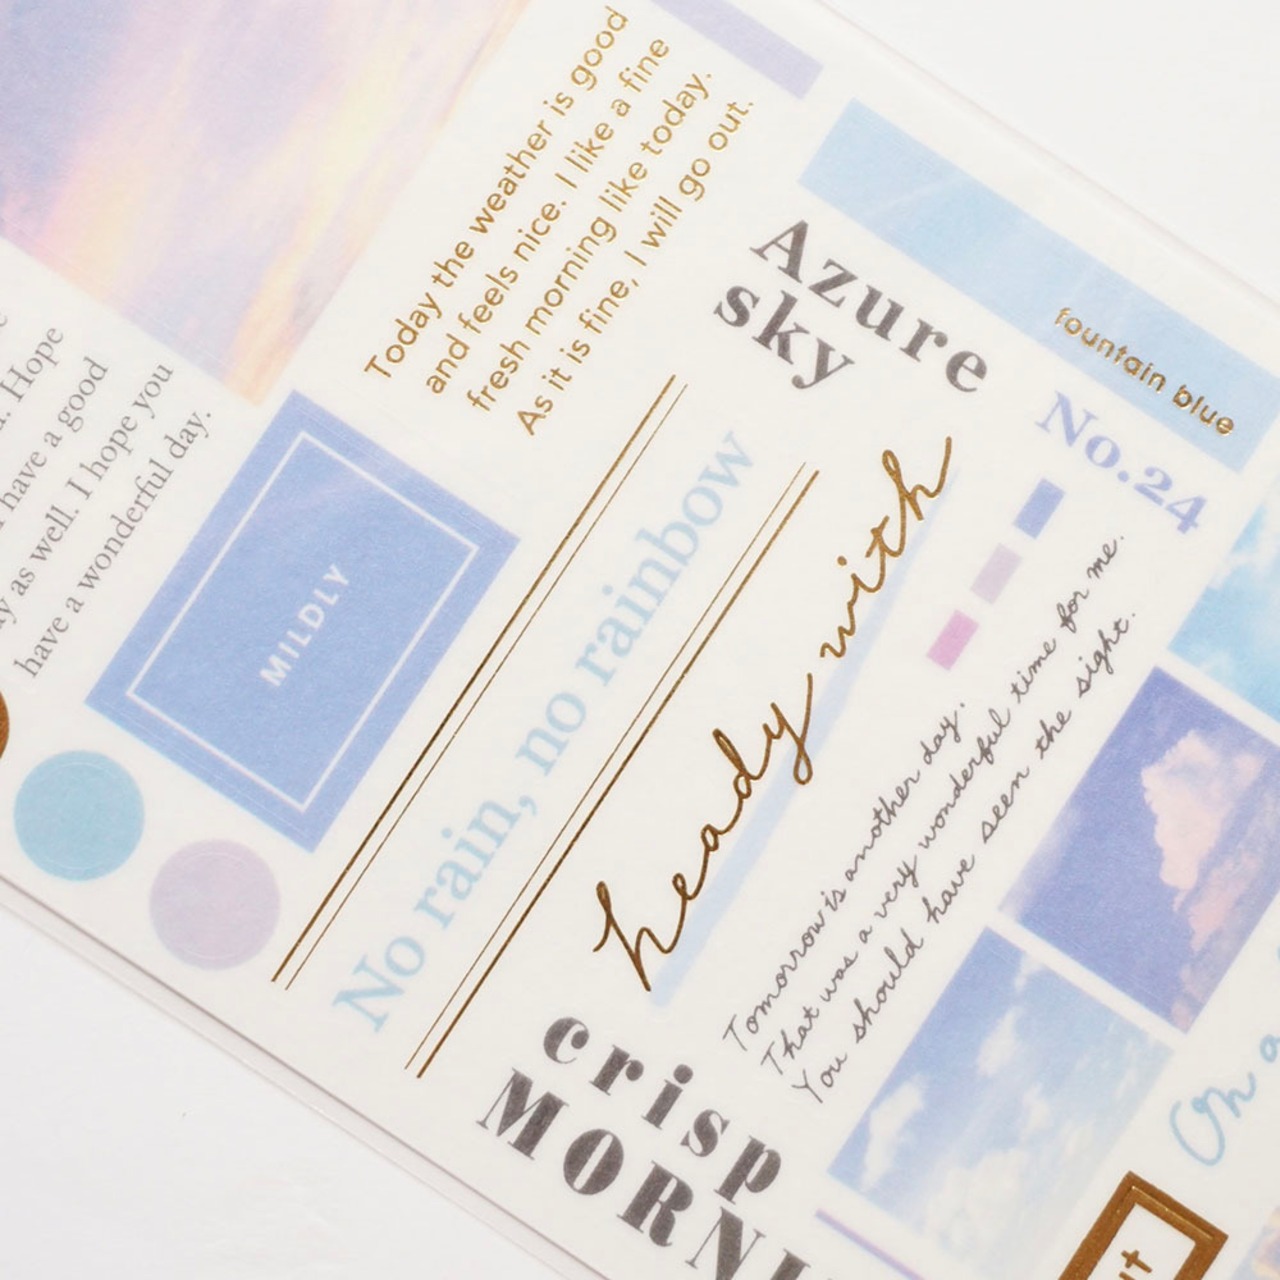 Today the weather is good
and feels nice. I like a fine
fresh morning like today.
As it is fine, I will go out.
Azure
sky
fountain blue
No.24
. Hope
have a good
as well. I hope you
have a wonderful day.
MILDLY
No rain, no rainbow
heady with
Tomorrow is another day.
That was a very wonderful time for me.
You should have seen the sight.
crisp
MORNI
On a